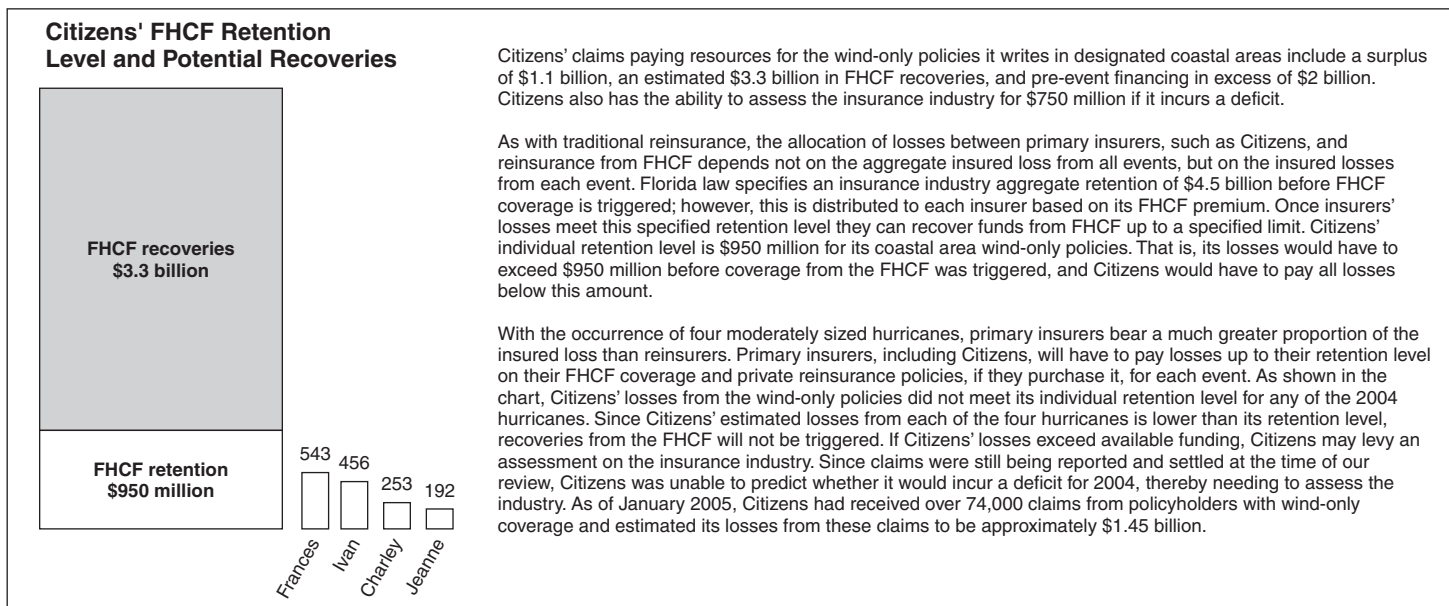 Citizens' FHCF Retention
Level and Potential Recoveries
FHCF recoveries
$3.3 billion
FHCF retention
$950 million
543
456
253
192
Frances
Ivan
Charley
Jeanne
Citizens' claims paying resources for the wind-only policies it writes in designated coastal areas include a surplus
of $1.1 billion, an estimated $3.3 billion in FHCF recoveries, and pre-event financing in excess of $2 billion.
Citizens also has the ability to assess the insurance industry for $750 million if it incurs a deficit.
As with traditional reinsurance, the allocation of losses between primary insurers, such as Citizens, and
reinsurance from FHCF depends not on the aggregate insured loss from all events, but on the insured losses
from each event. Florida law specifies an insurance industry aggregate retention of $4.5 billion before FHCF
coverage is triggered; however, this is distributed to each insurer based on its FHCF premium. Once insurers'
losses meet this specified retention level they can recover funds from FHCF up to a specified limit. Citizens'
individual retention level is $950 million for its coastal area wind-only policies. That is, its losses would have to
exceed $950 million before coverage from the FHCF was triggered, and Citizens would have to pay all losses
below this amount.
With the occurrence of four moderately sized hurricanes, primary insurers bear a much greater proportion of the
insured loss than reinsurers. Primary insurers, including Citizens, will have to pay losses up to their retention level
on their FHCF coverage and private reinsurance policies, if they purchase it, for each event. As shown in the
chart, Citizens' losses from the wind-only policies did not meet its individual retention level for any of the 2004
hurricanes. Since Citizens' estimated losses from each of the four hurricanes is lower than its retention level,
recoveries from the FHCF will not be triggered. If Citizens' losses exceed available funding, Citizens may levy an
assessment on the insurance industry. Since claims were still being reported and settled at the time of our
review, Citizens was unable to predict whether it would incur a deficit for 2004, thereby needing to assess the
industry. As of January 2005, Citizens had received over 74,000 claims from policyholders with wind-only
coverage and estimated its losses from these claims to be approximately $1.45 billion.